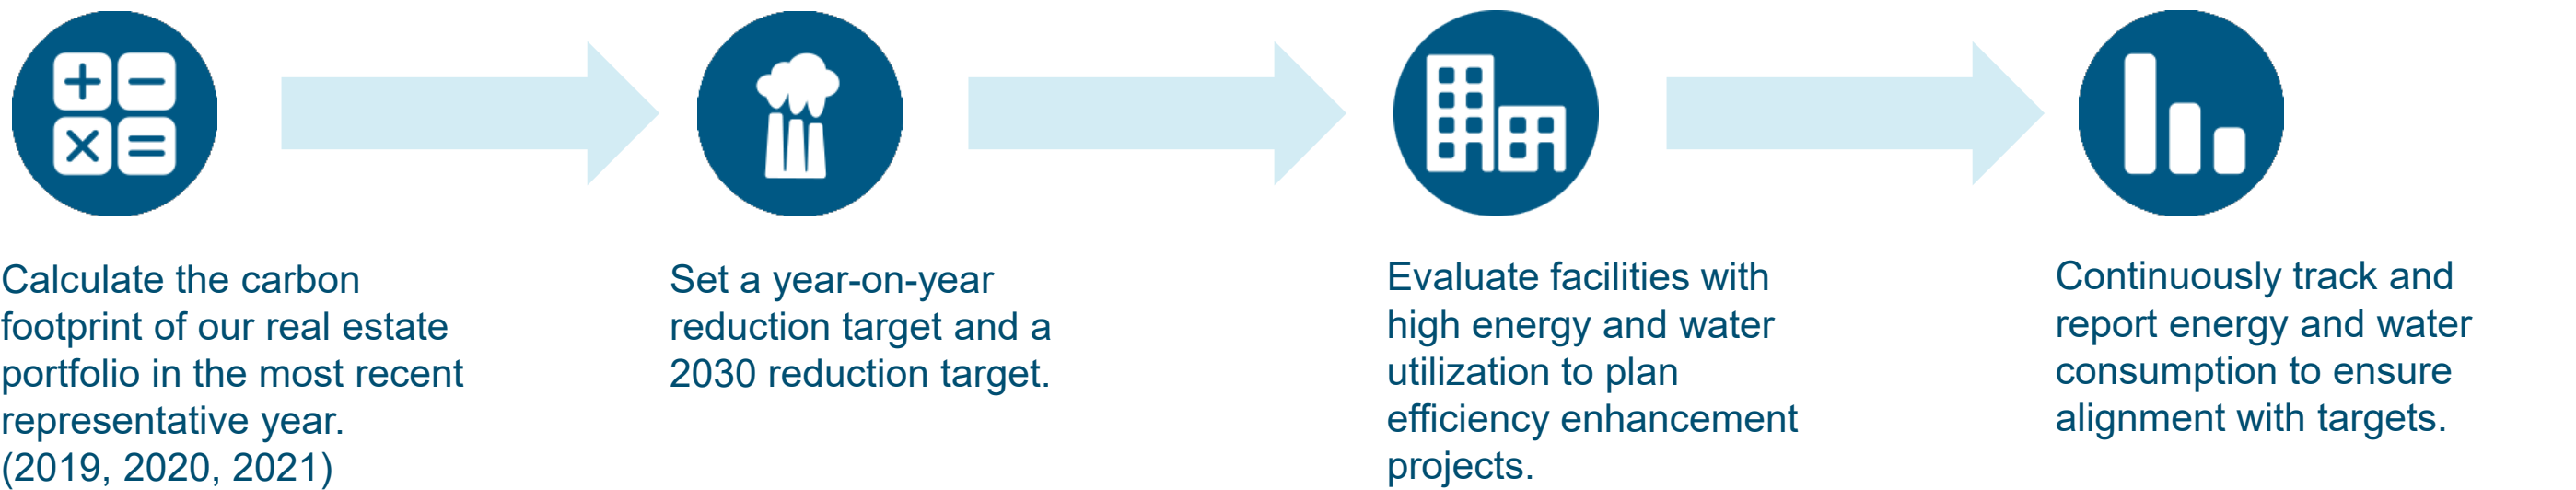 Calculate the carbon
footprint of our real estate
portfolio in the most recent
representative year.
(2019, 2020, 2021)
Set a year-on-year
reduction target and a
2030 reduction target.
Evaluate facilities with
high energy and water
utilization to plan
efficiency enhancement
projects.
Continuously track and
report energy and water
consumption to ensure
alignment with targets.